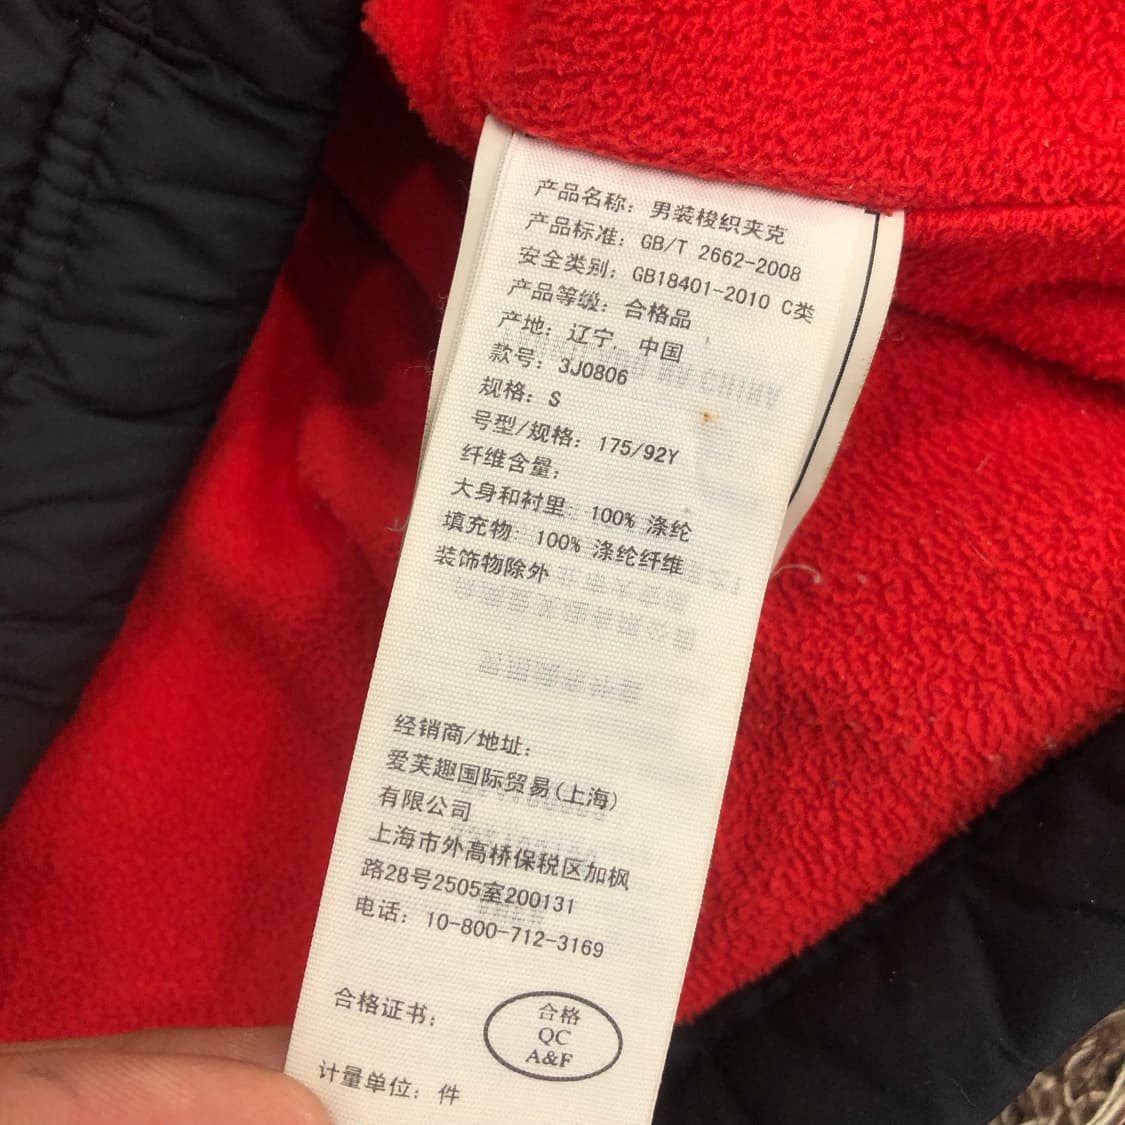 产品名称: 男装梭织夹克
产品标准: GB/T 2662-2008
安全类别: GB18401-2010 C类
产品等级: 合格品
产地: 辽宁, 中国
款号: 3J0806
规格: S
号型/规格: 175/92Y
纤维含量:
大身和衬里: 100% 涤纶
填充物: 100% 涤纶纤维
装饰物除外
经销商/地址:
爱芙趣国际贸易(上海)
有限公司
上海市外高桥保税区加枫
路28号2505室200131
电话: 10-800-712-3169
合格证书:
合格
QC
A&F
计量单位: 件